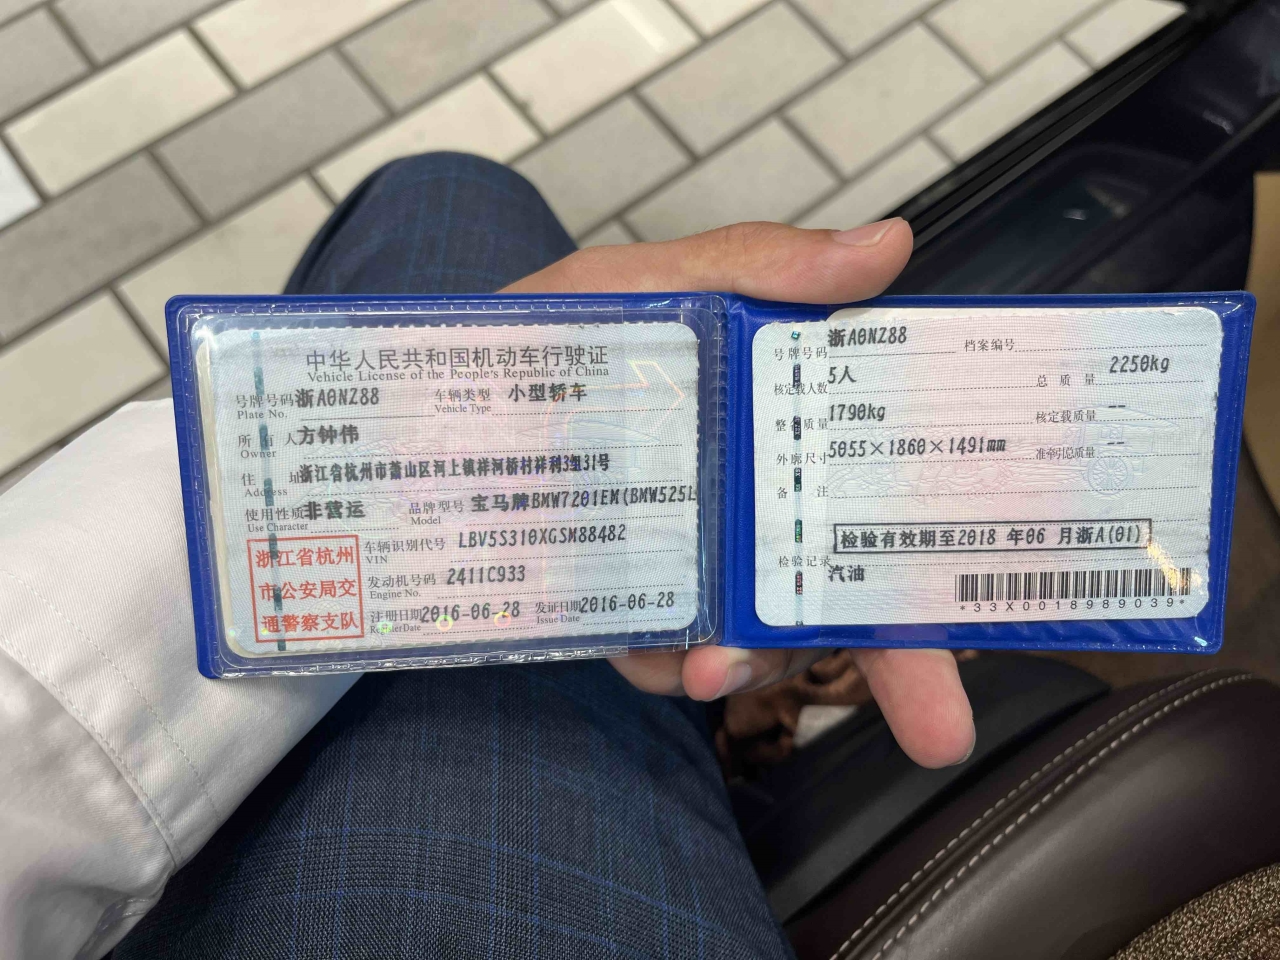 中华人民共和国机动车行驶证
Vehicle License of the People's Republic of China
号牌号码 浙A0NZ88 车辆类型 小型轿车
Plate No. Vehicle Type
所有人 方钟伟
Owner
住址 浙江省杭州市萧山区河上镇祥河桥村祥利3组31号
Address
使用性质 非营运 品牌型号 宝马牌BMW7201EM(BMW525L
Use Character Model
浙江省杭州
市公安局交
通警察支队
车辆识别代号 LBV5S310XGSM88482
VIN
发动机号码 2411C933
Engine No.
注册日期 2016-06-28 发证日期 2016-06-28
Register Date Issue Date
号牌号码 浙A0NZ88 档案编号
核定载人数 5人 总质量 2250kg
整备质量 1790kg 核定载质量 --
外廓尺寸 5055×1860×1491mm 准牵引总质量 --
备注
检验有效期至2018 年06 月浙A(01)
检验记录
汽油
*33X0018989039*